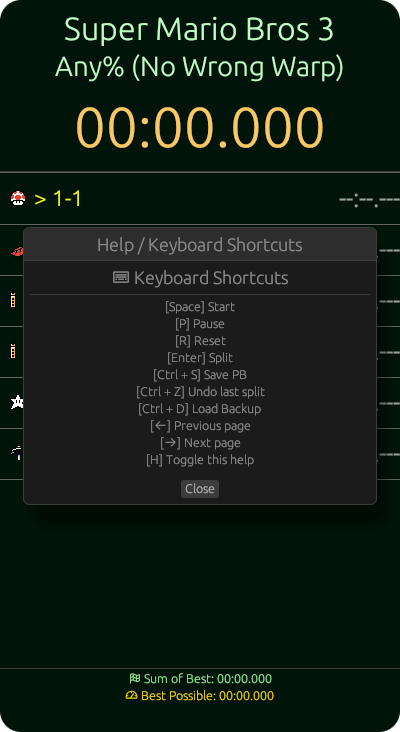 Super Mario Bros 3
Any% (No Wrong Warp)
00:00.000
> 1-1 --:--.---
Help / Keyboard Shortcuts
Keyboard Shortcuts
[Space] Start
[P] Pause
[R] Reset
[Enter] Split
[Ctrl + S] Save PB
[Ctrl + Z] Undo last split
[Ctrl + D] Load Backup
[←] Previous page
[→] Next page
[H] Toggle this help
Close
Sum of Best: 00:00.000
Best Possible: 00:00.000